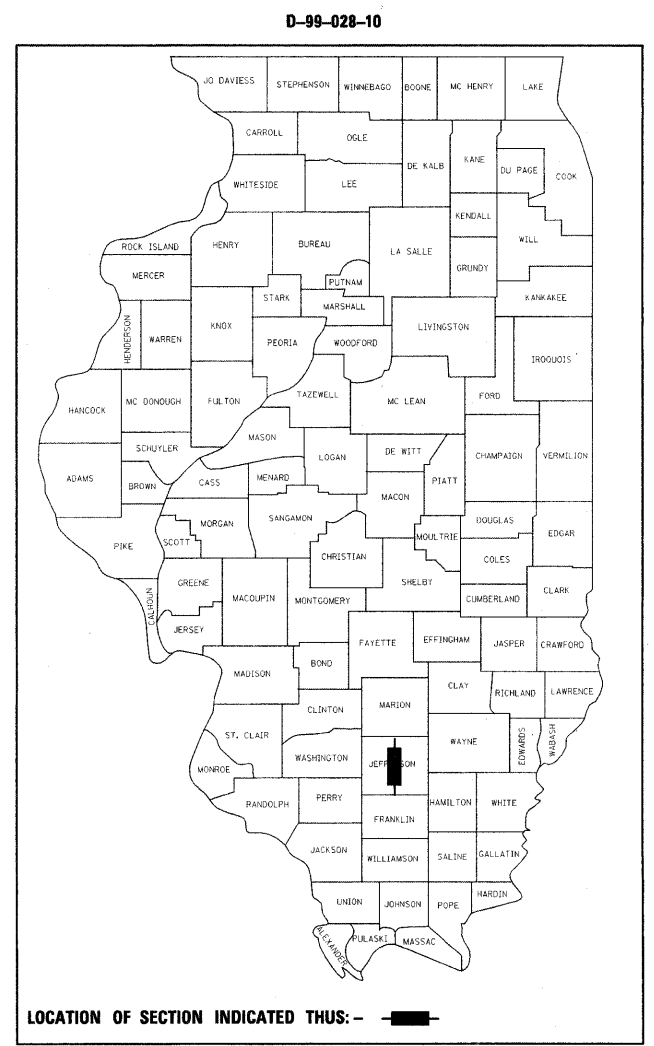 D-99-028-10
JO DAVIESS
STEPHENSON
WINNEBAGO
BOONE
MC HENRY
LAKE
CARROLL
OGLE
DE KALB
KANE
DU PAGE
COOK
WHITESIDE
LEE
KENDALL
WILL
ROCK ISLAND
HENRY
BUREAU
LA SALLE
GRUNDY
MERCER
PUTNAM
STARK
MARSHALL
KANKAKEE
HENDERSON
WARREN
KNOX
PEORIA
WOODFORD
LIVINGSTON
IROQUOIS
HANCOCK
MC DONOUGH
FULTON
TAZEWELL
MC LEAN
FORD
SCHUYLER
MASON
LOGAN
DE WITT
CHAMPAIGN
VERMILION
ADAMS
BROWN
CASS
MENARD
MACON
PIATT
MORGAN
SANGAMON
DOUGLAS
EDGAR
PIKE
SCOTT
CHRISTIAN
MOULTRIE
COLES
SHELBY
GREENE
MACOUPIN
MONTGOMERY
CUMBERLAND
CLARK
CALHOUN
JERSEY
FAYETTE
EFFINGHAM
JASPER
CRAWFORD
MADISON
BOND
CLAY
RICHLAND
LAWRENCE
CLINTON
MARION
ST. CLAIR
WAYNE
EDWARDS
WABASH
MONROE
WASHINGTON
JEFFERSON
RANDOLPH
PERRY
HAMILTON
WHITE
FRANKLIN
JACKSON
WILLIAMSON
SALINE
GALLATIN
UNION
JOHNSON
POPE
HARDIN
ALEXANDER
PULASKI
MASSAC
LOCATION OF SECTION INDICATED THUS: -